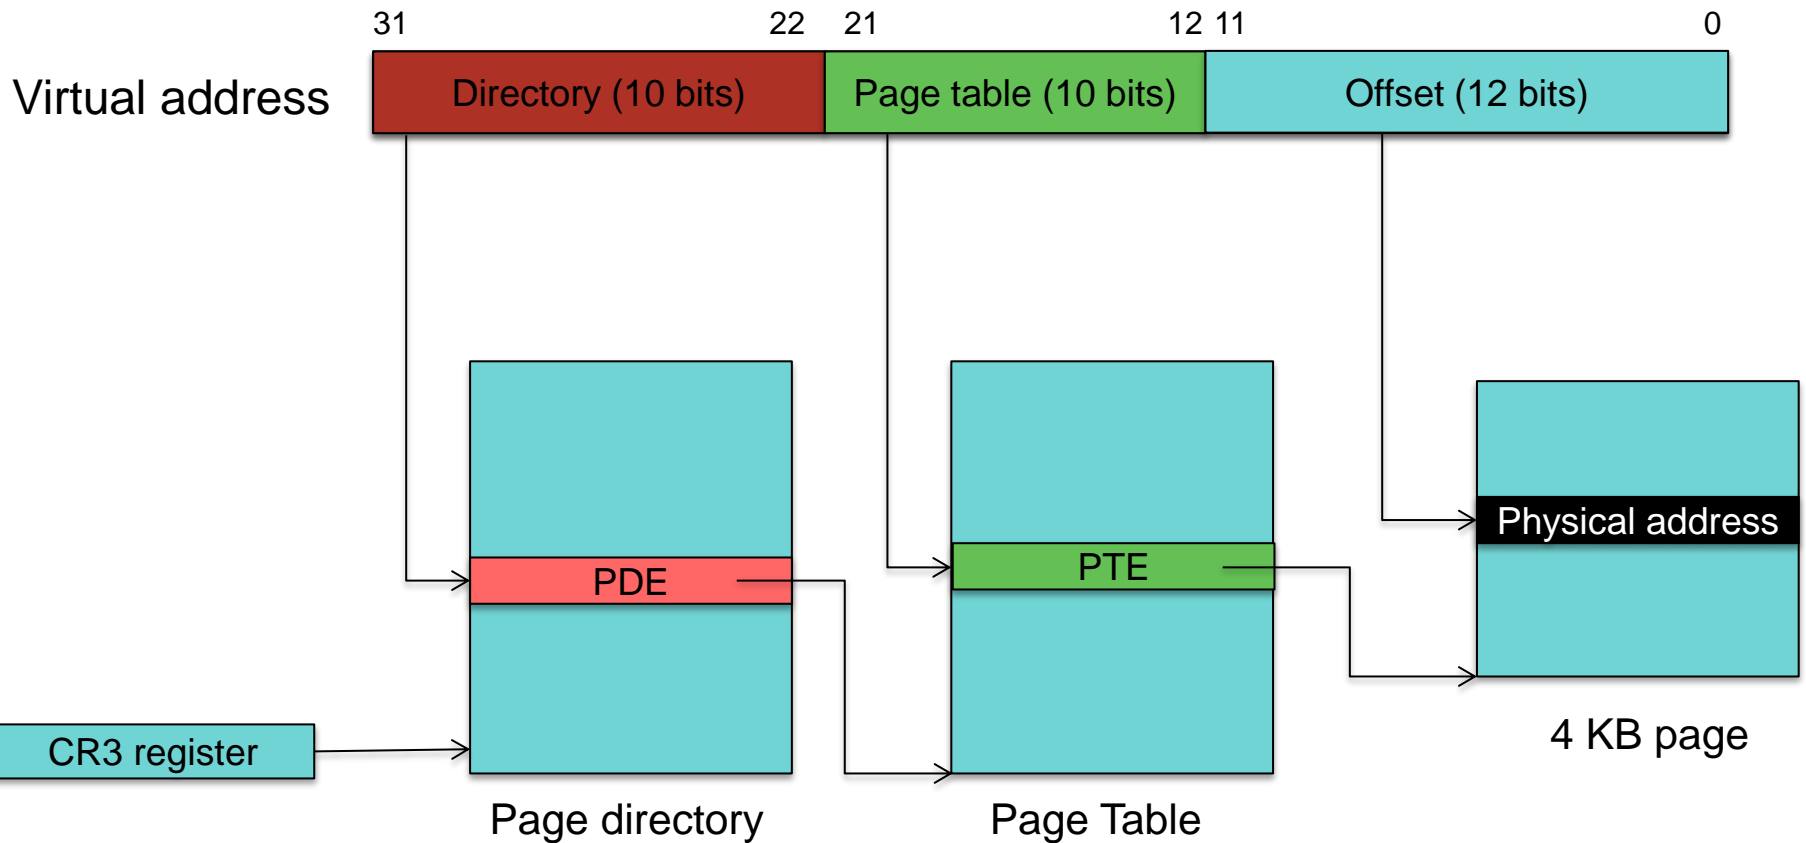 31 22 21 12 11 0
Virtual address Directory (10 bits) Page table (10 bits) Offset (12 bits)
Physical address
PDE PTE
CR3 register
4 KB page
Page directory Page Table